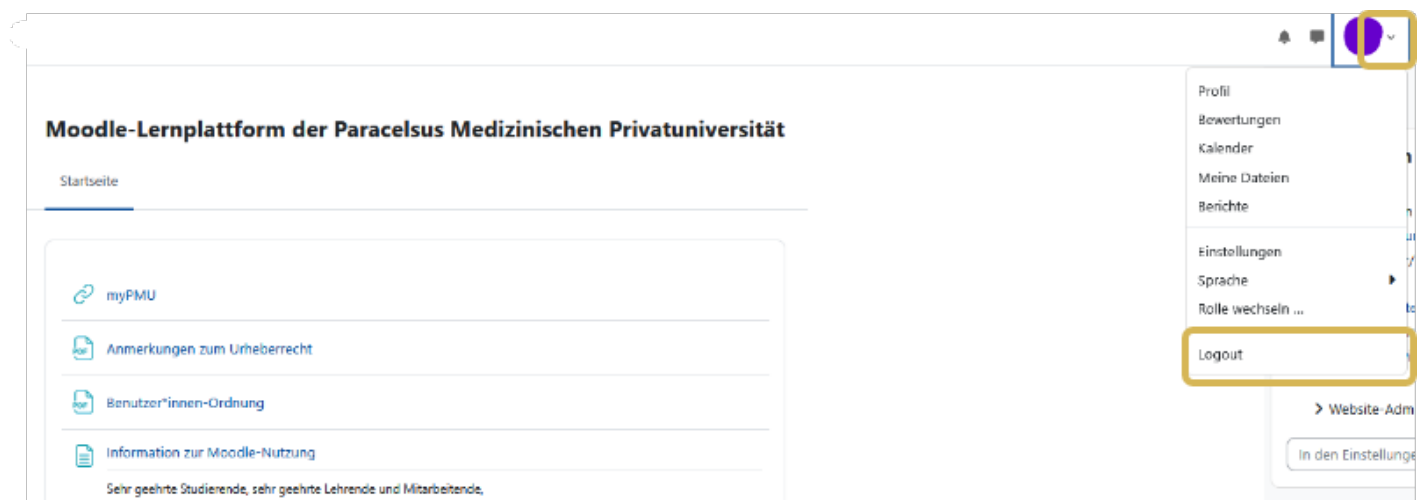 Moodle-Lernplattform der Paracelsus Medizinischen Privatuniversität
Startseite
myPMU
PDF
Anmerkungen zum Urheberrecht
PDF
Benutzer*innen-Ordnung
Information zur Moodle-Nutzung
Sehr geehrte Studierende, sehr geehrte Lehrende und Mitarbeitende,
Profil
Bewertungen
Kalender
Meine Dateien
Berichte
Einstellungen
Sprache
Rolle wechseln ...
Logout
Website-Adm
In den Einstellunge